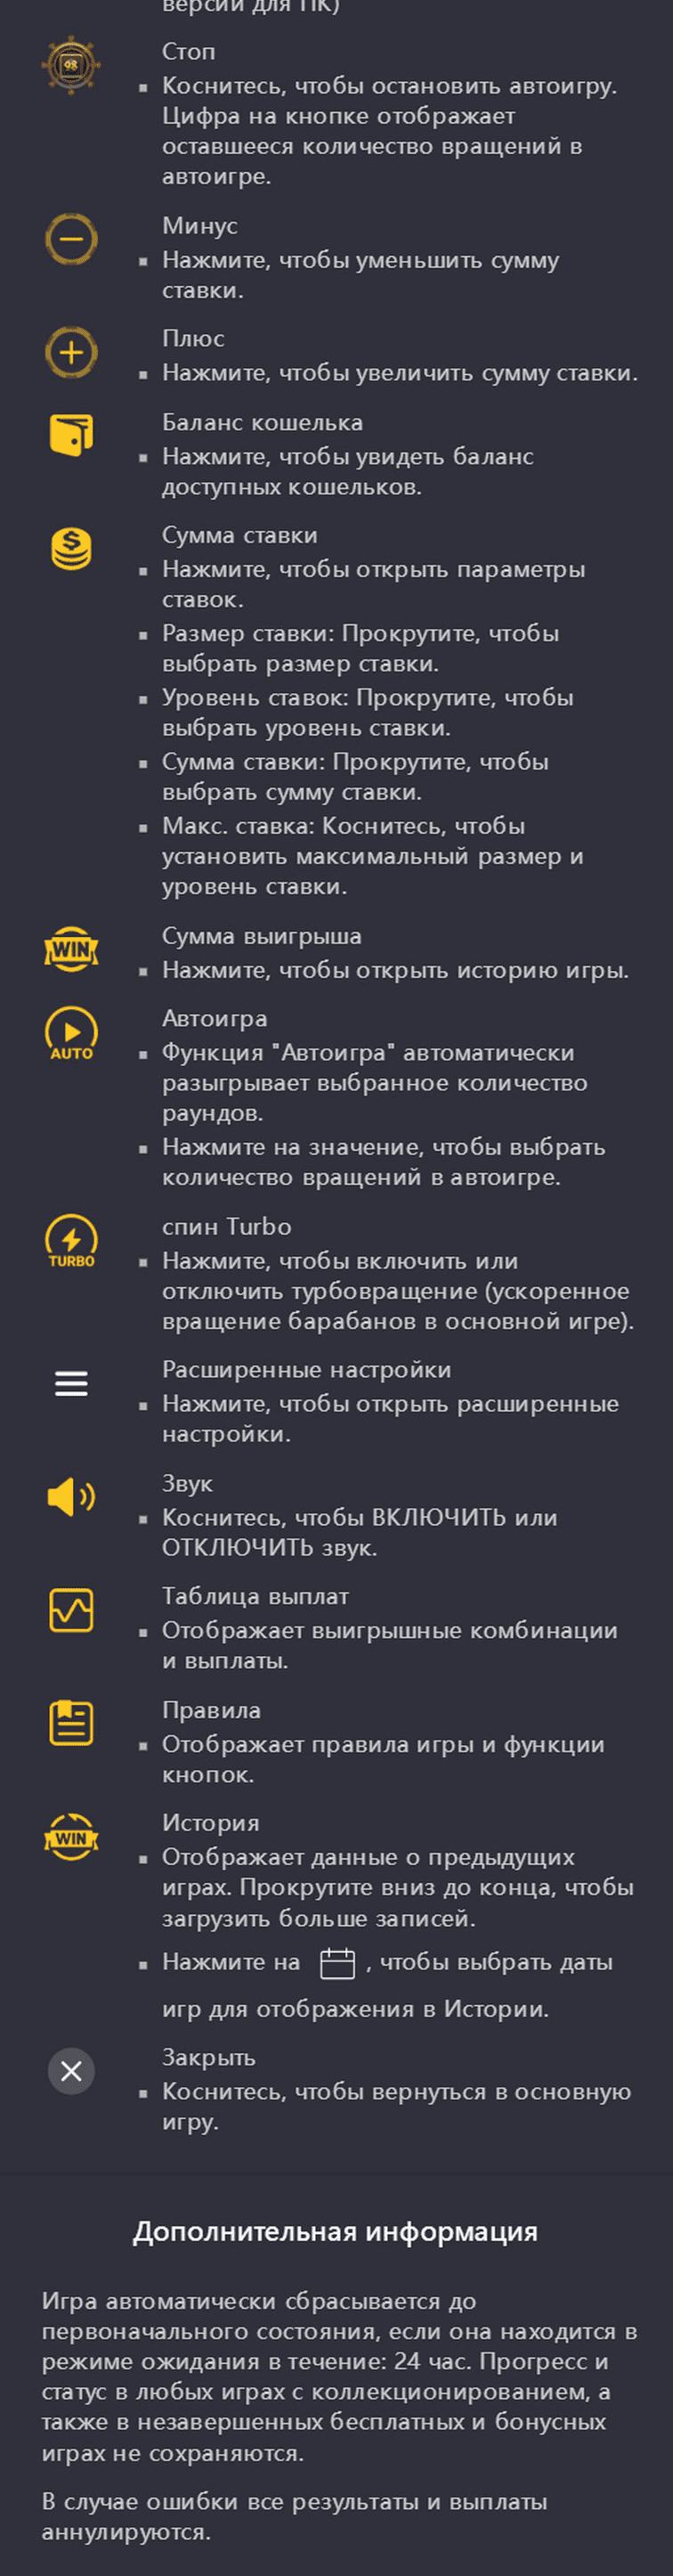 версии для ПК)
Стоп
98
Коснитесь, чтобы остановить автоигру.
Цифра на кнопке отображает
оставшееся количество вращений в
автоигре.
Минус
Нажмите, чтобы уменьшить сумму
ставки.
Плюс
Нажмите, чтобы увеличить сумму ставки.
Баланс кошелька
Нажмите, чтобы увидеть баланс
доступных кошельков.
Сумма ставки
Нажмите, чтобы открыть параметры
ставок.
Размер ставки: Прокрутите, чтобы
выбрать размер ставки.
Уровень ставок: Прокрутите, чтобы
выбрать уровень ставки.
Сумма ставки: Прокрутите, чтобы
выбрать сумму ставки.
Макс. ставка: Коснитесь, чтобы
установить максимальный размер и
уровень ставки.
Сумма выигрыша
WIN
Нажмите, чтобы открыть историю игры.
Автоигра
AUTO
Функция "Автоигра" автоматически
разыгрывает выбранное количество
раундов.
Нажмите на значение, чтобы выбрать
количество вращений в автоигре.
спин Turbo
TURBO
Нажмите, чтобы включить или
отключить турбовращение (ускоренное
вращение барабанов в основной игре).
Расширенные настройки
Нажмите, чтобы открыть расширенные
настройки.
Звук
Коснитесь, чтобы ВКЛЮЧИТЬ или
ОТКЛЮЧИТЬ звук.
Таблица выплат
Отображает выигрышные комбинации
и выплаты.
Правила
Отображает правила игры и функции
кнопок.
История
WIN
Отображает данные о предыдущих
играх. Прокрутите вниз до конца, чтобы
загрузить больше записей.
Нажмите на , чтобы выбрать даты
игр для отображения в Истории.
Закрыть
Коснитесь, чтобы вернуться в основную
игру.
Дополнительная информация
Игра автоматически сбрасывается до
первоначального состояния, если она находится в
режиме ожидания в течение: 24 час. Прогресс и
статус в любых играх с коллекционированием, а
также в незавершенных бесплатных и бонусных
играх не сохраняются.
В случае ошибки все результаты и выплаты
аннулируются.